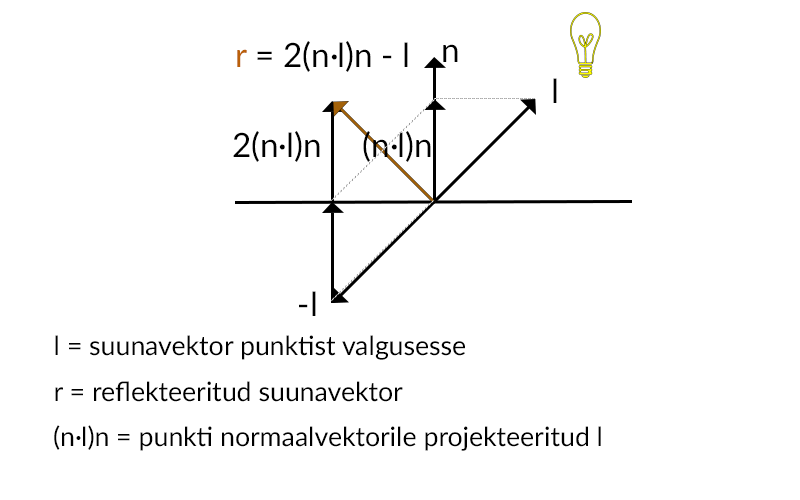 r = 2(n·l)n - l
n
l
2(n·l)n
(n·l)n
-l
l = suunavektor punktist valgusesse
r = reflekteeritud suunavektor
(n·l)n = punkti normaalvektorile projekteeritud l